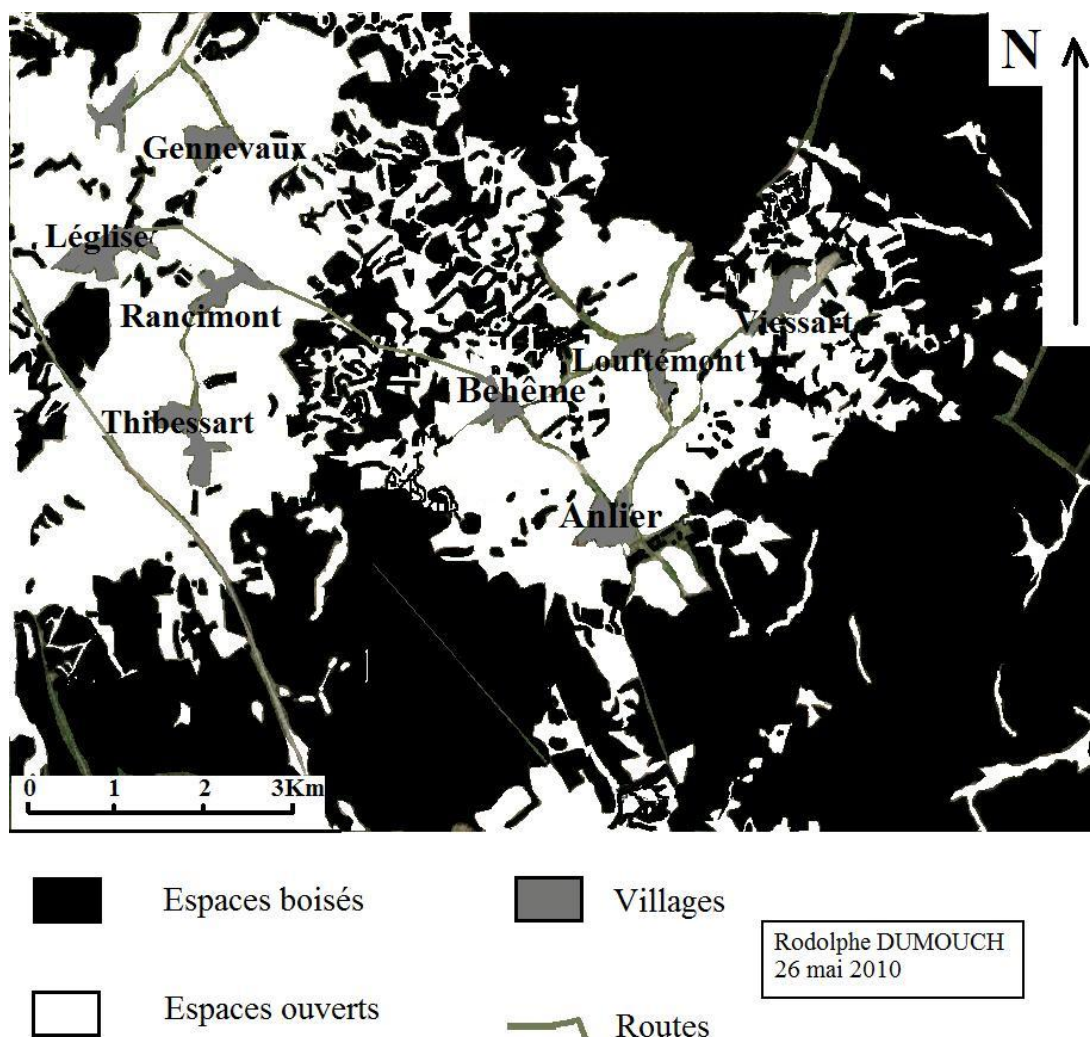 N
Gennevaux
Léglise
Rancimont
Viessart
Louftémont
Behême
Thibessart
Anlier
0 1 2 3Km
Espaces boisés
Villages
Rodolphe DUMOUCH
26 mai 2010
Espaces ouverts
Routes